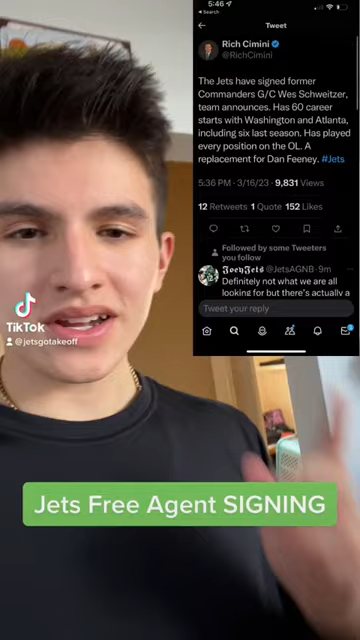 5:46
Search
Tweet
Rich Cimini
@RichCimini
The Jets have signed former
Commanders G/C Wes Schweitzer,
team announces. Has 60 career
starts with Washington and Atlanta,
including six last season. Has played
every position on the OL. A
replacement for Dan Feeney. #Jets
5:36 PM · 3/16/23 · 9,831 Views
12 Retweets 1 Quote 152 Likes
Followed by some Tweeters
you follow
JoeyJets @JetsAGNB · 9m
Definitely not what we are all
looking for but there's actually a
Tweet your reply
TikTok
@jetsgotakeoff
Jets Free Agent SIGNING